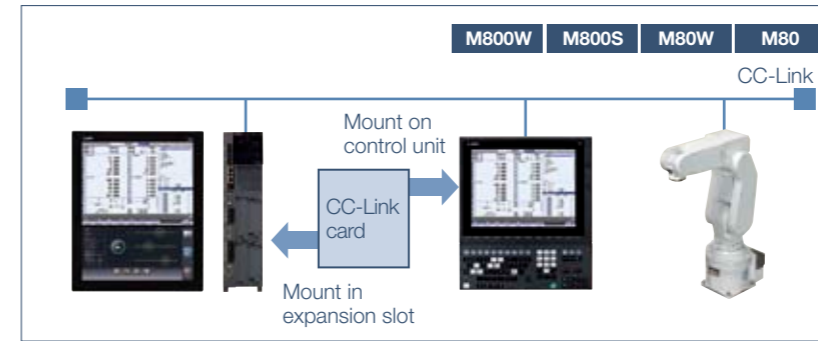 M800W M800S M80W M80
CC-Link
Mount on
control unit
CC-Link
card
Mount in
expansion slot